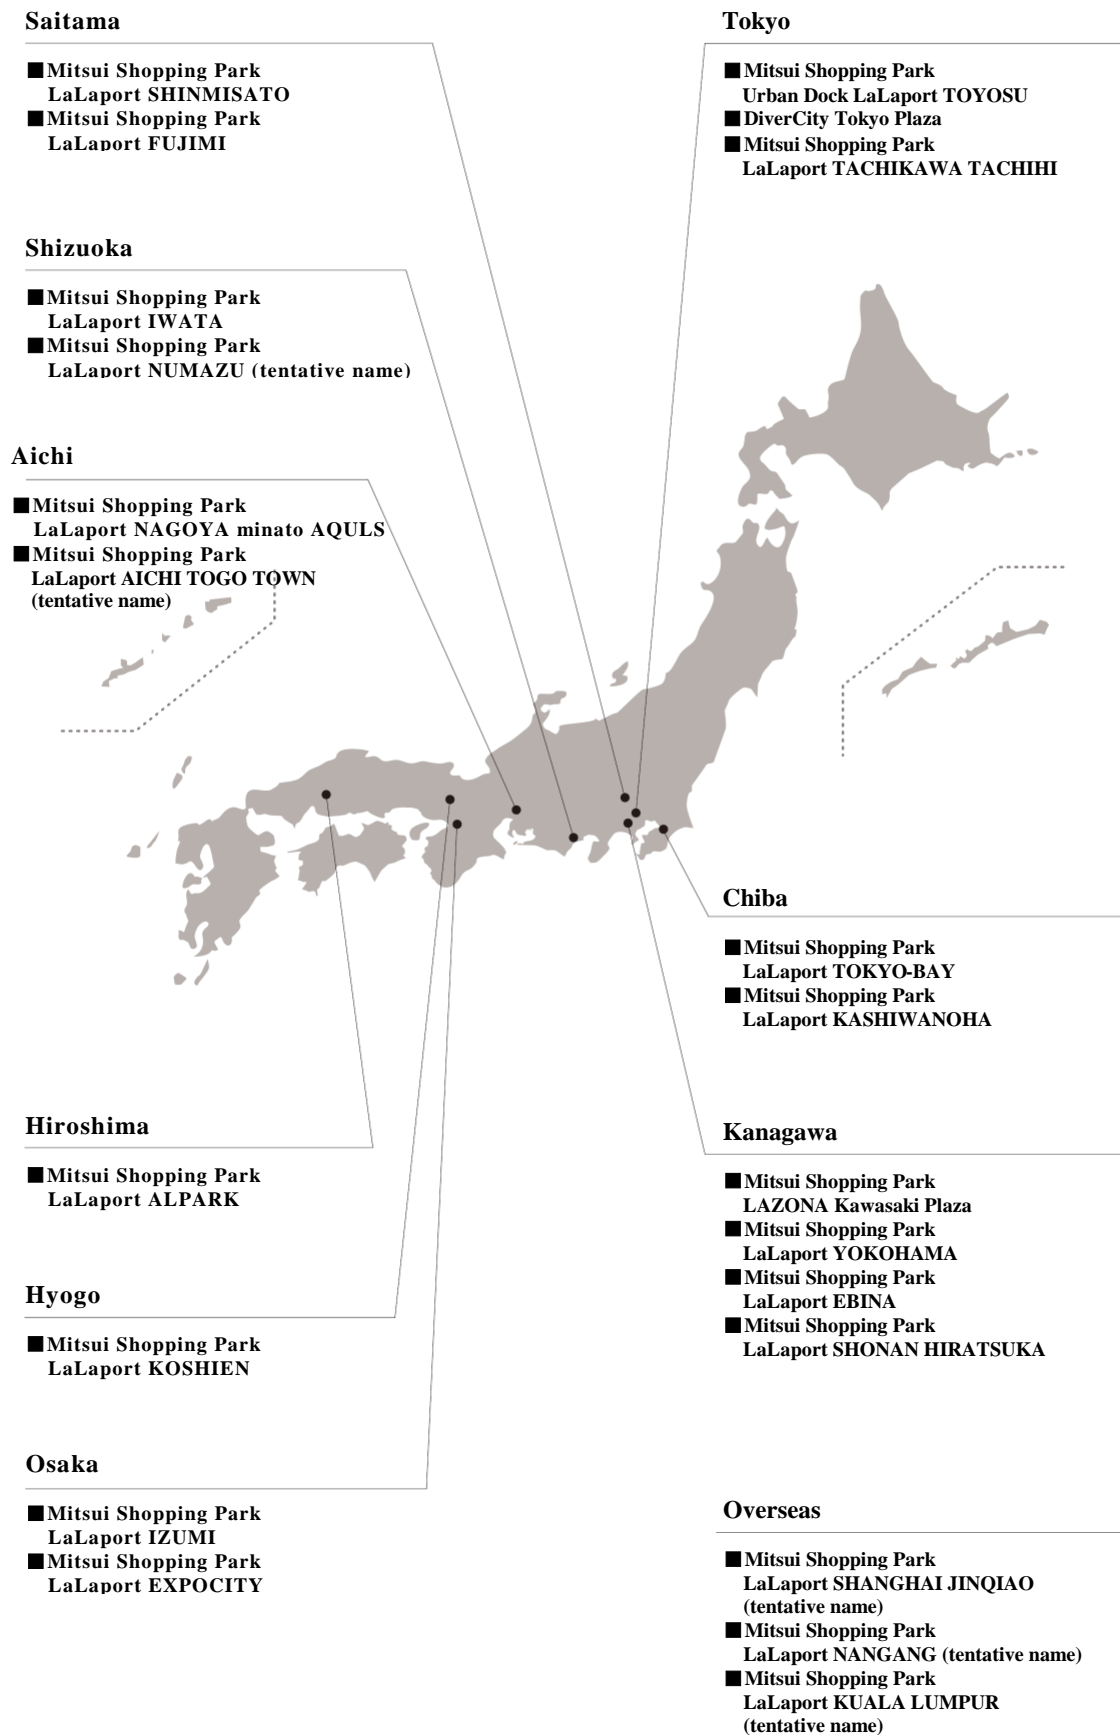 Saitama
■Mitsui Shopping Park
LaLaport SHINMISATO
■Mitsui Shopping Park
LaLaport FUJIMI
Shizuoka
■Mitsui Shopping Park
LaLaport IWATA
■Mitsui Shopping Park
LaLaport NUMAZU (tentative name)
Aichi
■Mitsui Shopping Park
LaLaport NAGOYA minato AQULS
■Mitsui Shopping Park
LaLaport AICHI TOGO TOWN
(tentative name)
Hiroshima
■Mitsui Shopping Park
LaLaport ALPARK
Hyogo
■Mitsui Shopping Park
LaLaport KOSHIEN
Osaka
■Mitsui Shopping Park
LaLaport IZUMI
■Mitsui Shopping Park
LaLaport EXPOCITY
Tokyo
■Mitsui Shopping Park
Urban Dock LaLaport TOYOSU
■DiverCity Tokyo Plaza
■Mitsui Shopping Park
LaLaport TACHIKAWA TACHIHI
Chiba
■Mitsui Shopping Park
LaLaport TOKYO-BAY
■Mitsui Shopping Park
LaLaport KASHIWANOHA
Kanagawa
■Mitsui Shopping Park
LAZONA Kawasaki Plaza
■Mitsui Shopping Park
LaLaport YOKOHAMA
■Mitsui Shopping Park
LaLaport EBINA
■Mitsui Shopping Park
LaLaport SHONAN HIRATSUKA
Overseas
■Mitsui Shopping Park
LaLaport SHANGHAI JINQIAO
(tentative name)
■Mitsui Shopping Park
LaLaport NANGANG (tentative name)
■Mitsui Shopping Park
LaLaport KUALA LUMPUR
(tentative name)